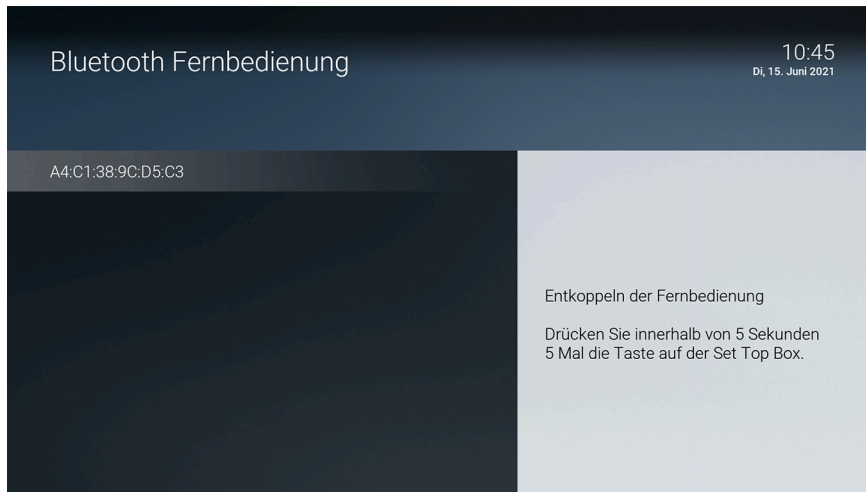 Bluetooth Fernbedienung
10:45
Di, 15. Juni 2021
A4:C1:38:9C:D5:C3
Entkoppeln der Fernbedienung
Drücken Sie innerhalb von 5 Sekunden
5 Mal die Taste auf der Set Top Box.